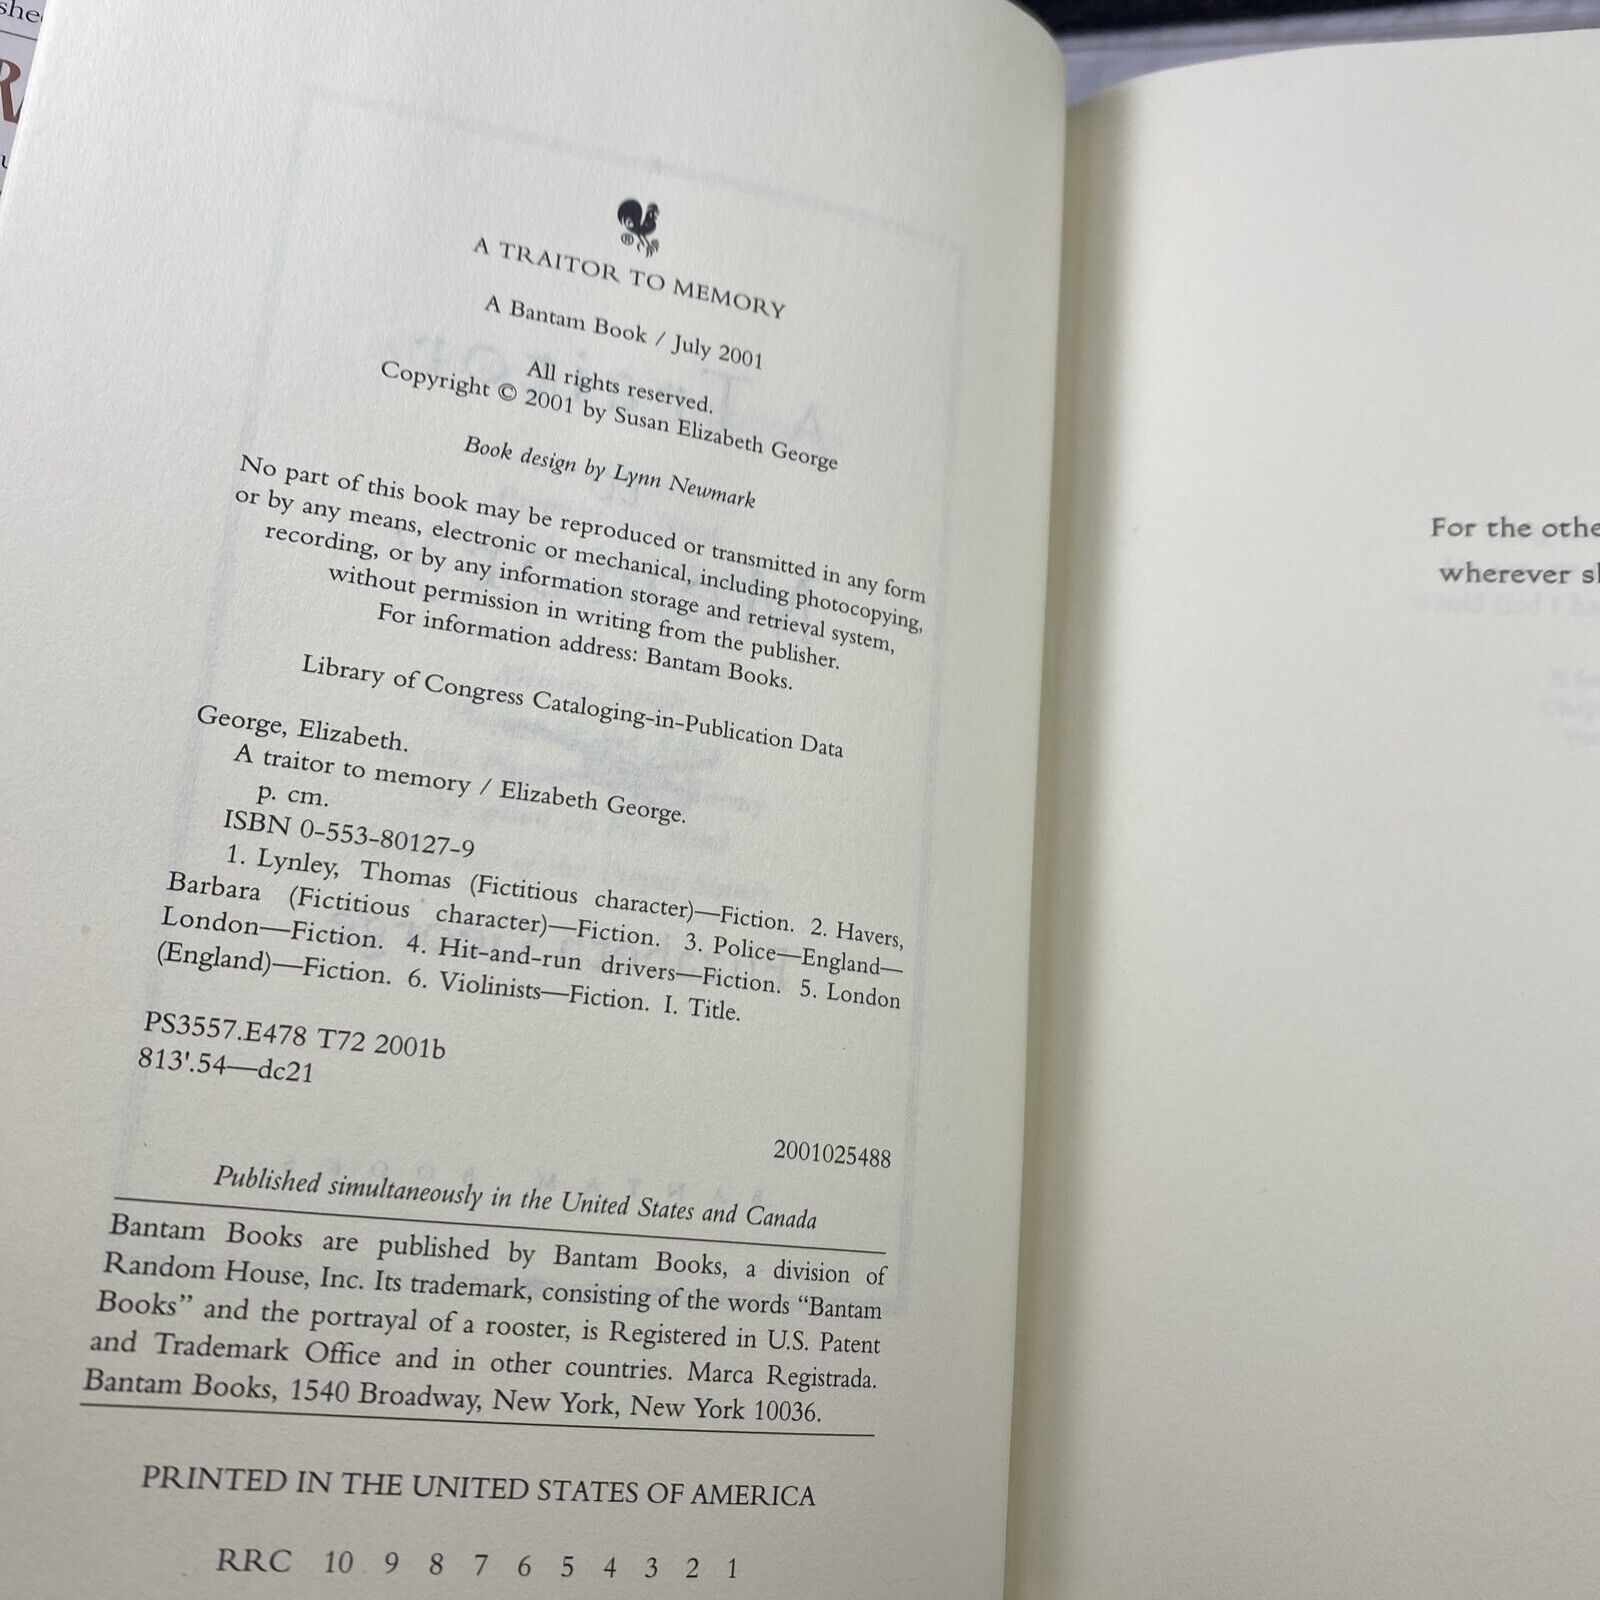 A TRAITOR TO MEMORY
A Bantam Book / July 2001
All rights reserved.
Copyright © 2001 by Susan Elizabeth George
Book design by Lynn Newmark
No part of this book may be reproduced or transmitted in any form
or by any means, electronic or mechanical, including photocopying,
recording, or by any information storage and retrieval system,
without permission in writing from the publisher.
For information address: Bantam Books.
Library of Congress Cataloging-in-Publication Data
George, Elizabeth.
A traitor to memory / Elizabeth George.
p. cm.
ISBN 0-553-80127-9
1. Lynley, Thomas (Fictitious character)—Fiction. 2. Havers,
Barbara (Fictitious character)—Fiction. 3. Police—England—
London—Fiction. 4. Hit-and-run drivers—Fiction. 5. London
(England)—Fiction. 6. Violinists—Fiction. I. Title.
PS3557.E478 T72 2001b
813'.54—dc21
2001025488
Published simultaneously in the United States and Canada
Bantam Books are published by Bantam Books, a division of
Random House, Inc. Its trademark, consisting of the words “Bantam
Books” and the portrayal of a rooster, is Registered in U.S. Patent
and Trademark Office and in other countries. Marca Registrada.
Bantam Books, 1540 Broadway, New York, New York 10036.
PRINTED IN THE UNITED STATES OF AMERICA
RRC 10 9 8 7 6 5 4 3 2 1
For the othe
wherever s